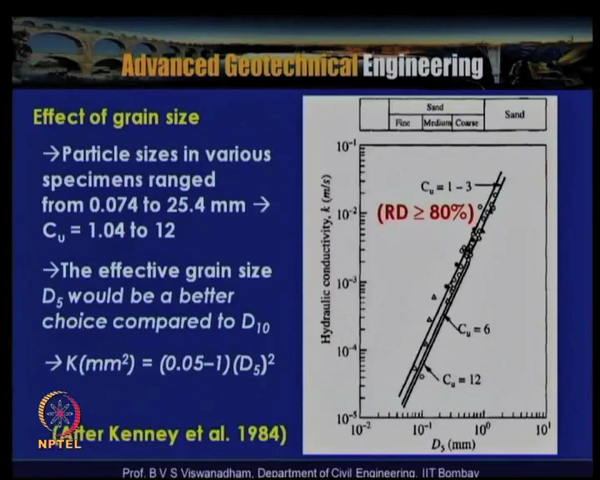 Advanced Geotechnical Engineering
Effect of grain size
→Particle sizes in various
specimens ranged
from 0.074 to 25.4 mm →
Cᵤ = 1.04 to 12
→The effective grain size
D₅ would be a better
choice compared to D₁₀
→K(mm²) = (0.05–1)(D₅)²
(After Kenney et al. 1984)
NPTEL
Sand
Fine Medium Coarse
Sand
Hydraulic conductivity, k (m/s)
10⁻¹
10⁻²
10⁻³
10⁻⁴
10⁻⁵
Cᵤ = 1 – 3
(RD ≥ 80%)
Cᵤ = 6
Cᵤ = 12
10⁻² 10⁻¹ 10⁰ 10¹
D₅ (mm)
Prof. B V S Viswanadham, Department of Civil Engineering, IIT Bombay